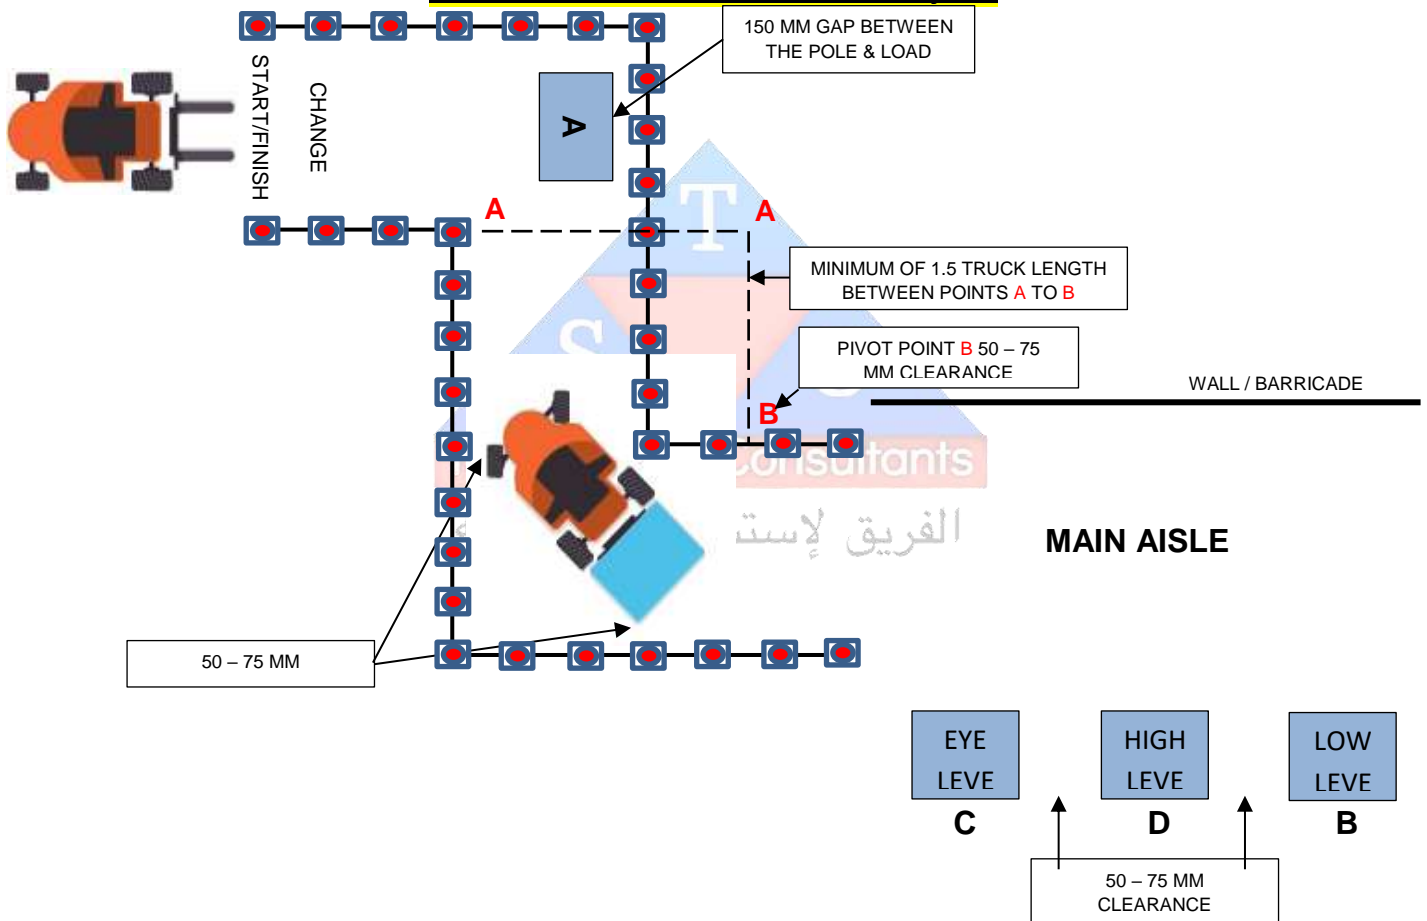 150 MM GAP BETWEEN
THE POLE & LOAD
START/FINISH
CHANGE
A
A
A
T
MINIMUM OF 1.5 TRUCK LENGTH
BETWEEN POINTS A TO B
S
PIVOT POINT B 50 – 75
MM CLEARANCE
WALL / BARRICADE
B
Consultants
الفريق
MAIN AISLE
50 – 75 MM
EYE
LEVE
HIGH
LEVE
LOW
LEVE
C
D
B
50 – 75 MM
CLEARANCE